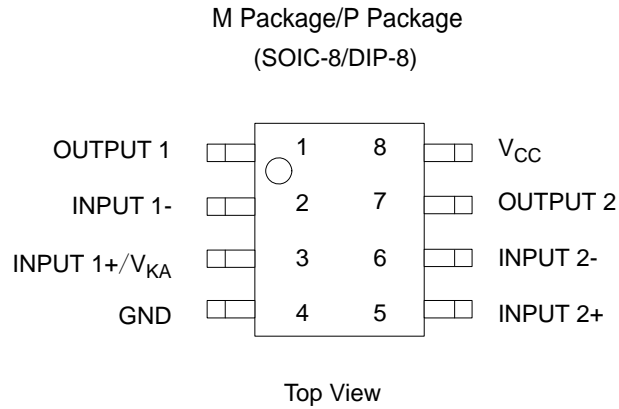 M Package/P Package
(SOIC-8/DIP-8)
OUTPUT 1 1 8 VCC
INPUT 1- 2 7 OUTPUT 2
INPUT 1+/VKA 3 6 INPUT 2-
GND 4 5 INPUT 2+
Top View